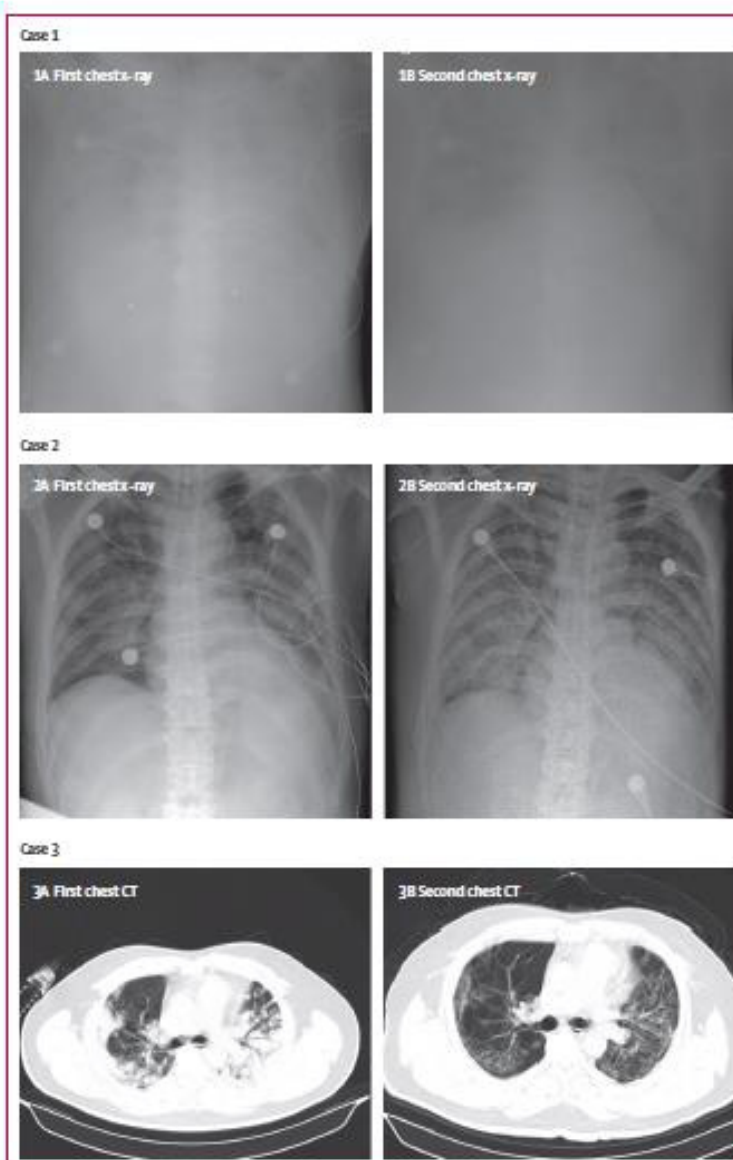 Case 1
1A First chest x-ray
1B Second chest x-ray
Case 2
2A First chest x-ray
2B Second chest x-ray
Case 3
3A First chest CT
3B Second chest CT